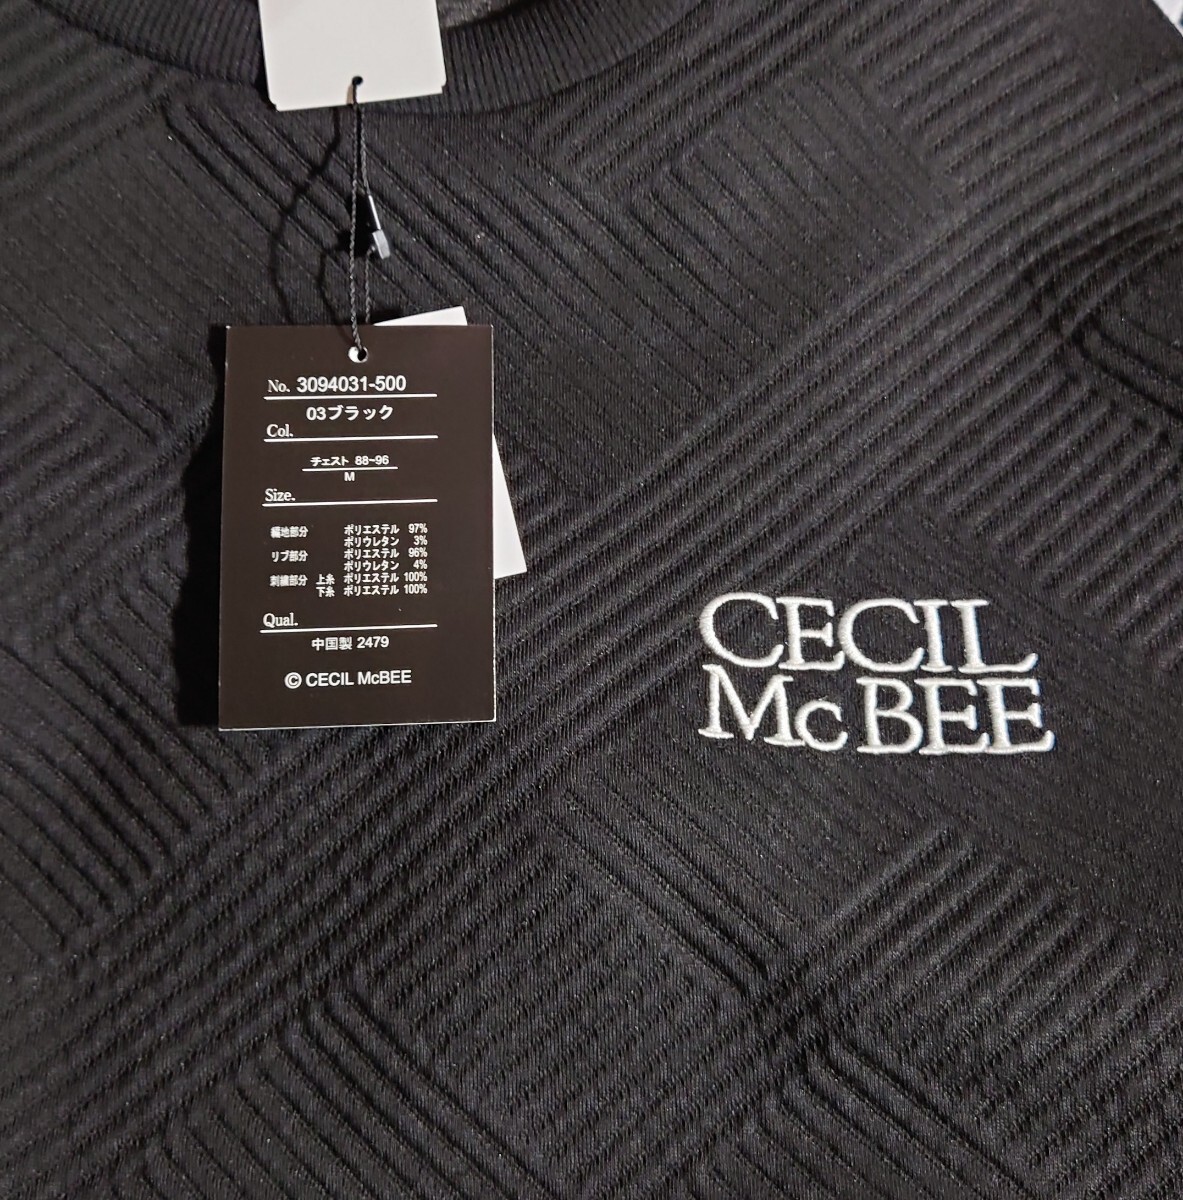 No. 3094031-500
03ブラック
Col.
チェスト 88~96
M
Size.
編地部分 ポリエステル 97%
ポリウレタン 3%
リブ部分 ポリエステル 96%
ポリウレタン 4%
刺繍部分 上糸 ポリエステル 100%
下糸 ポリエステル 100%
Qual.
中国製 2479
© CECIL McBEE
CECIL
McBEE